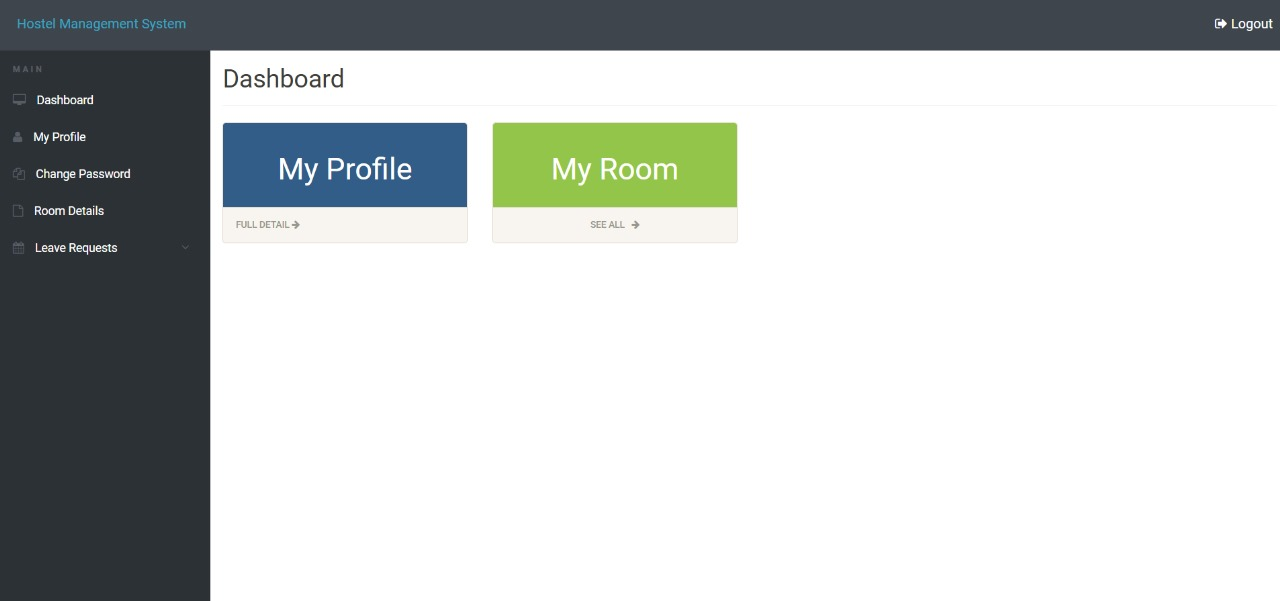 Hostel Management System
Logout
MAIN
Dashboard
My Profile
Change Password
Room Details
Leave Requests
Dashboard
My Profile
FULL DETAIL
My Room
SEE ALL